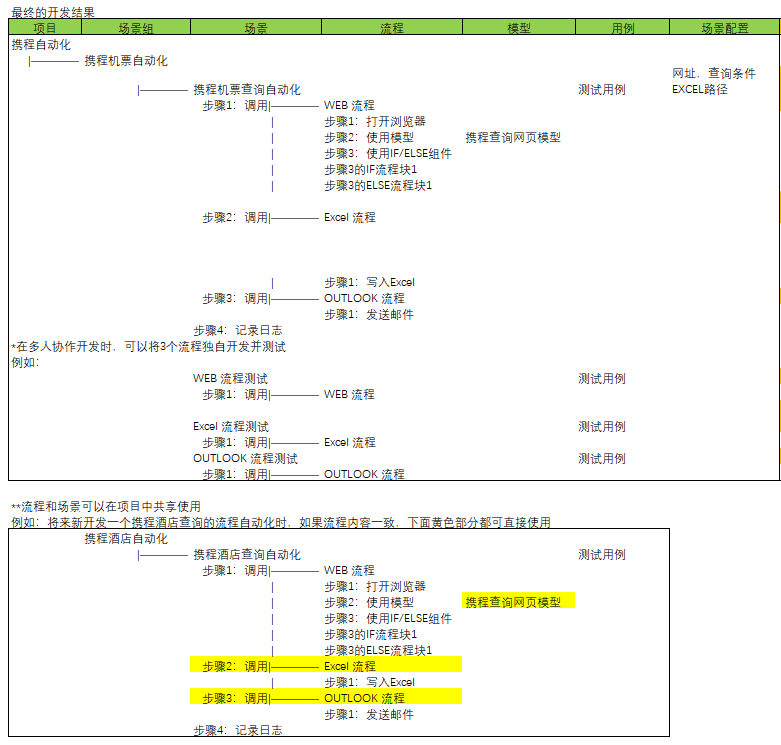 最终的开发结果
项目 场景组 场景 流程 模型 用例 场景配置
携程自动化
携程机票自动化
网址，查询条件
携程机票查询自动化 测试用例 EXCEL路径
步骤1：调用 WEB 流程
步骤1：打开浏览器
步骤2：使用模型 携程查询网页模型
步骤3：使用IF/ELSE组件
步骤3的IF流程块1
步骤3的ELSE流程块1
步骤2：调用 Excel 流程
步骤1：写入Excel
步骤3：调用 OUTLOOK 流程
步骤1：发送邮件
步骤4：记录日志
*在多人协作开发时，可以将3个流程独自开发并测试
例如：
WEB 流程测试 测试用例
步骤1：调用 WEB 流程
Excel 流程测试 测试用例
步骤1：调用 Excel 流程
OUTLOOK 流程测试 测试用例
步骤1：调用 OUTLOOK 流程
**流程和场景可以在项目中共享使用
例如：将来新开发一个携程酒店查询的流程自动化时，如果流程内容一致，下面黄色部分都可直接使用
携程酒店自动化
携程酒店查询自动化 测试用例
步骤1：调用 WEB 流程
步骤1：打开浏览器
步骤2：使用模型 携程查询网页模型
步骤3：使用IF/ELSE组件
步骤3的IF流程块1
步骤3的ELSE流程块1
步骤2：调用 Excel 流程
步骤1：写入Excel
步骤3：调用 OUTLOOK 流程
步骤1：发送邮件
步骤4：记录日志